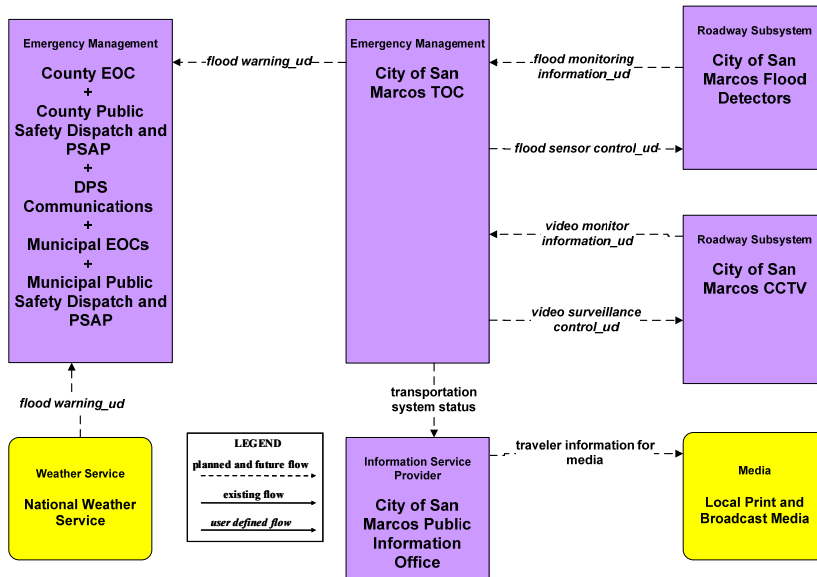 Emergency Management
County EOC
+
County Public
Safety Dispatch and
PSAP
+
DPS
Communications
+
Municipal EOCs
+
Municipal Public
Safety Dispatch and
PSAP
flood warning_ud
Emergency Management
City of San
Marcos TOC
flood monitoring
information_ud
flood sensor control_ud
Roadway Subsystem
City of San
Marcos Flood
Detectors
video monitor
information_ud
video surveillance
control_ud
Roadway Subsystem
City of San
Marcos CCTV
flood warning_ud
transportation
system status
Weather Service
National Weather
Service
LEGEND
planned and future flow
existing flow
user defined flow
Information Service
Provider
City of San
Marcos Public
Information
Office
traveler information for
media
Media
Local Print and
Broadcast Media